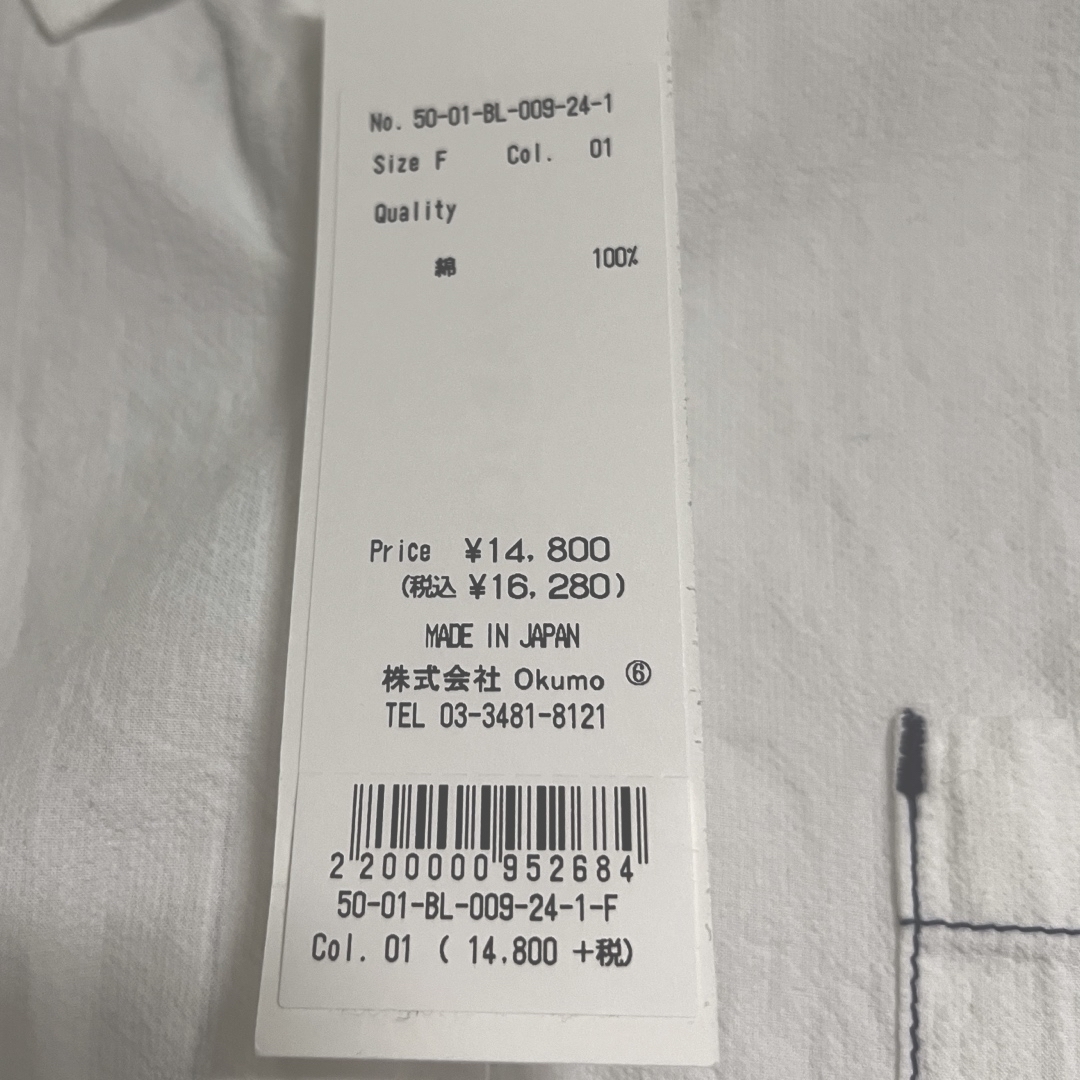 No. 50-01-BL-009-24-1
Size F Col. 01
Quality
綿 100%
Price ¥14,800
(税込 ¥16,280)
MADE IN JAPAN
株式会社 Okumo ⑥
TEL 03-3481-8121
2200000952684
50-01-BL-009-24-1-F
Col. 01 ( 14,800 +税)